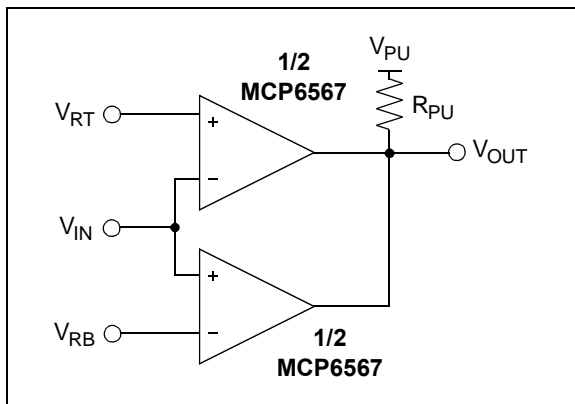 1/2
MCP6567
V_PU
R_PU
V_RT
+
−
V_OUT
V_IN
+
−
V_RB
1/2
MCP6567